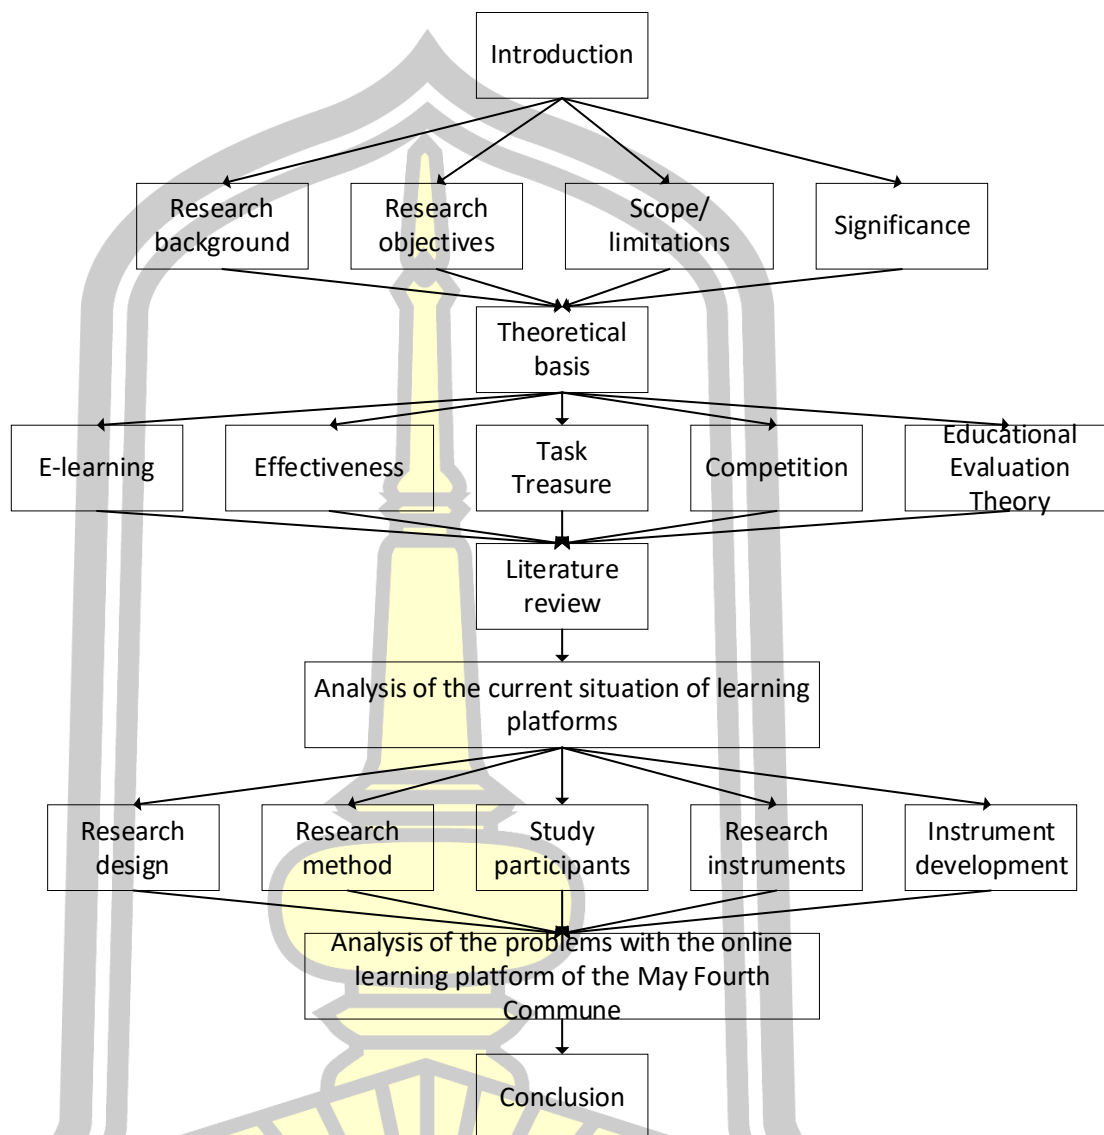 Introduction
Research
background
Research
objectives
Scope/
limitations
Significance
Theoretical
basis
E-learning
Effectiveness
Task
Treasure
Competition
Educational
Evaluation
Theory
Literature
review
Analysis of the current situation of learning
platforms
Research
design
Research
method
Study
participants
Research
instruments
Instrument
development
Analysis of the problems with the online
learning platform of the May Fourth
Commune
Conclusion